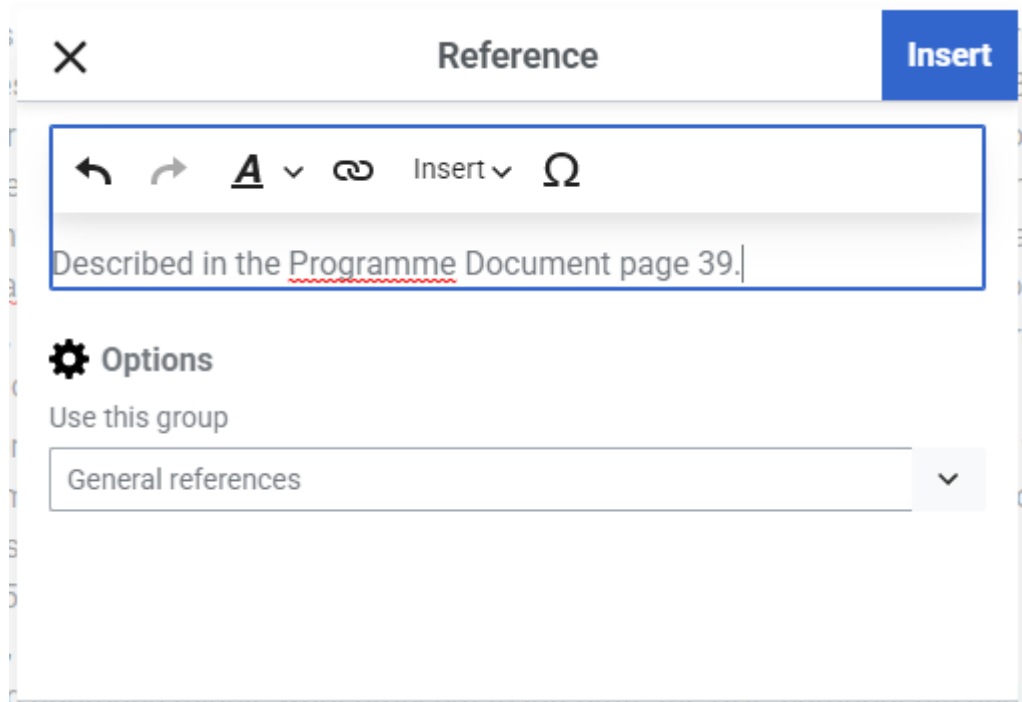 Reference
Insert
A Insert Ω
Described in the Programme Document page 39.
Options
Use this group
General references